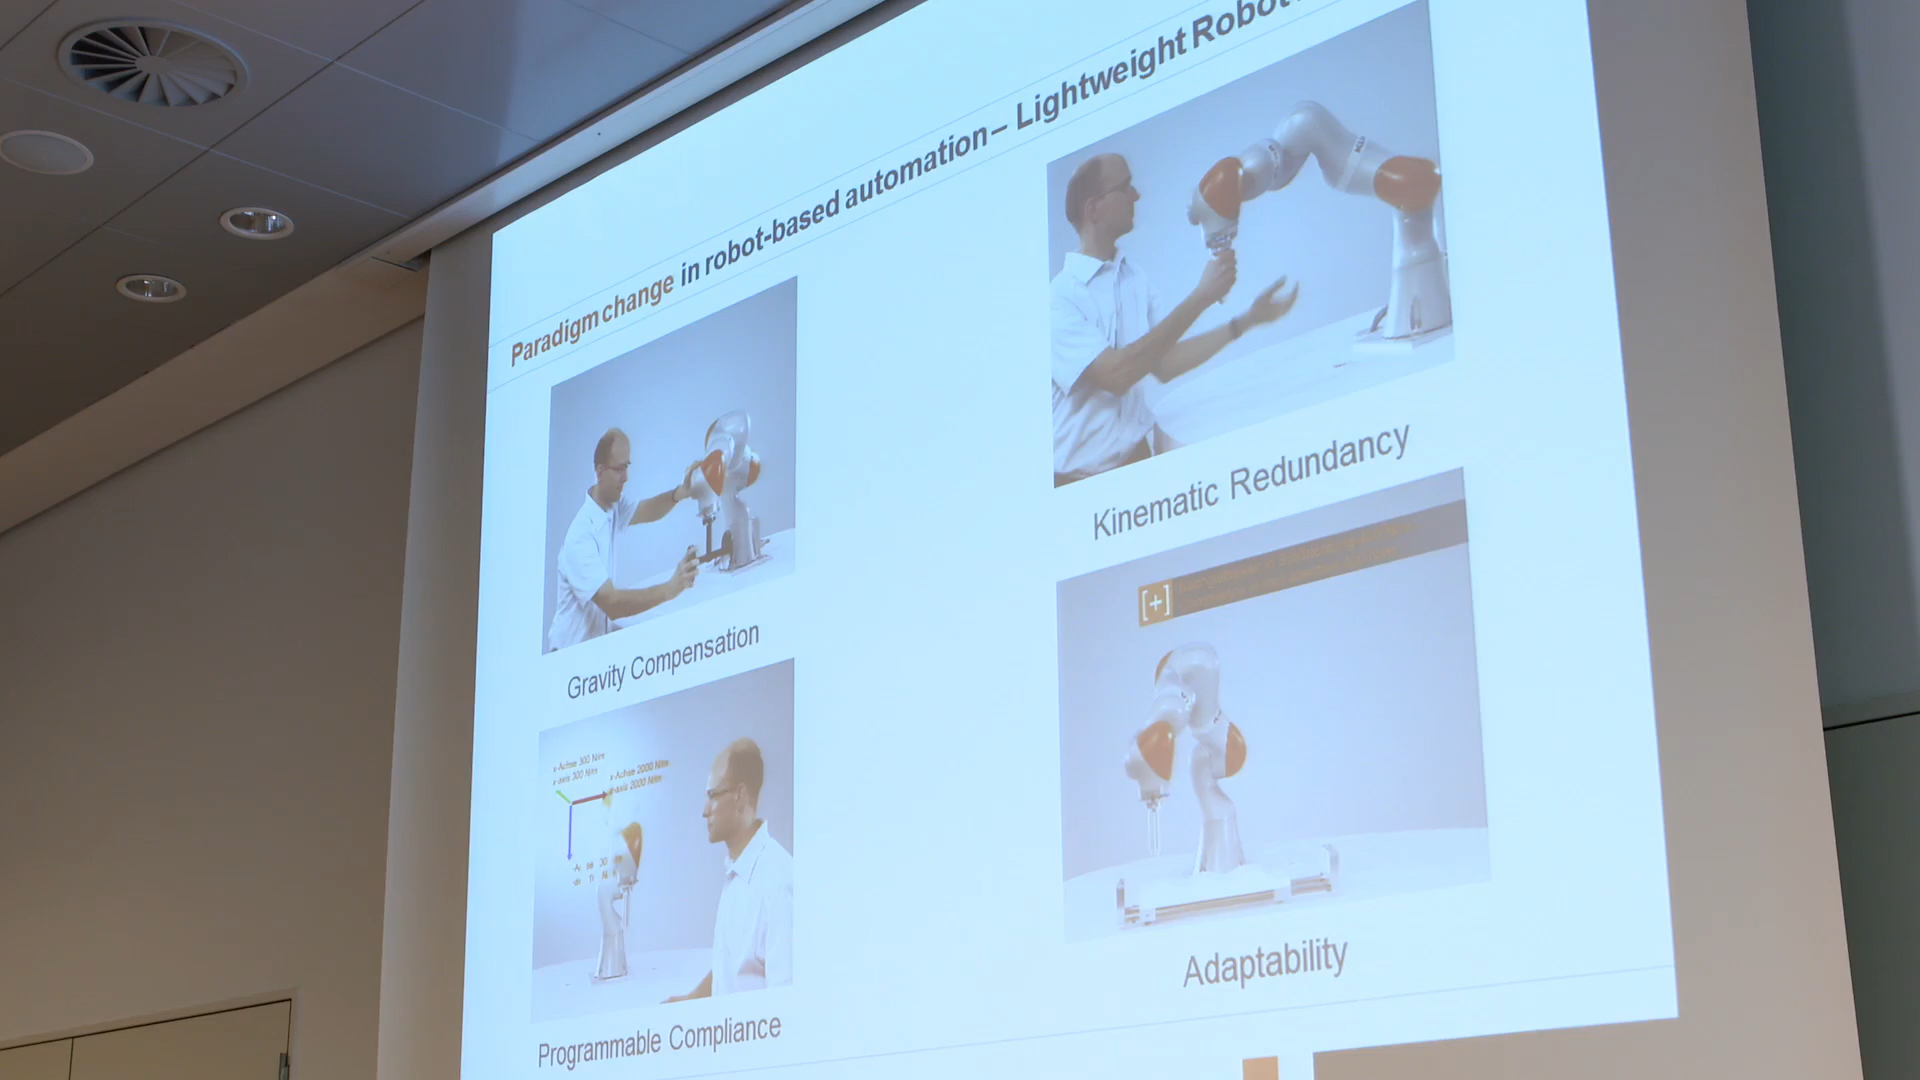 Paradigm change in robot-based automation – Lightweight Robot
Gravity Compensation
Kinematic Redundancy
x-Achse 300 N/m
x-axis 300 N/m
x-Achse 2000 N/m
x-axis 2000 N/m
[+]
Programmable Compliance
Adaptability